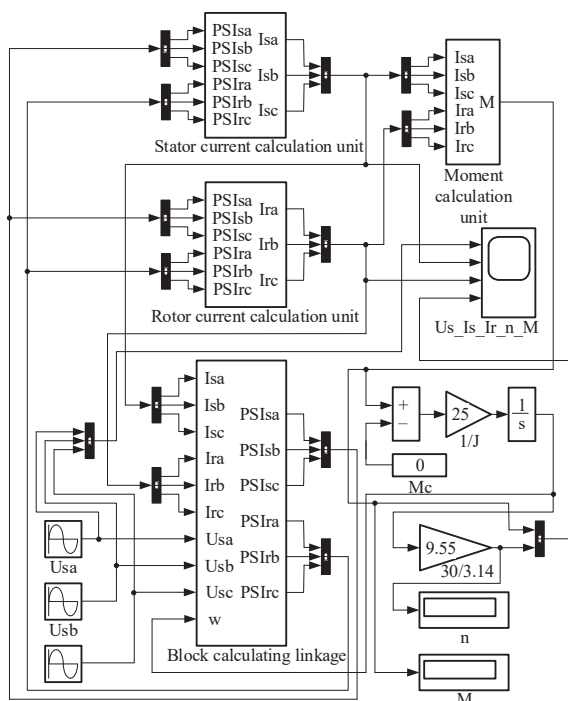 PSIsa
PSIsb
PSIsc
PSIra
PSIrb
PSIrc
Isa
Isb
Isc
Stator current calculation unit
Isa
Isb
Isc
Ira
Irb
Irc
M
Moment
calculation
unit
PSIsa
PSIsb
PSIsc
PSIra
PSIrb
PSIrc
Ira
Irb
Irc
Rotor current calculation unit
Us_Is_Ir_n_M
Isa
Isb
Isc
Ira
Irb
Irc
Usa
Usb
Usc
w
PSIsa
PSIsb
PSIsc
PSIra
PSIrb
PSIrc
Block calculating linkage
+
−
25
1/J
1
s
0
Mc
9.55
30/3.14
n
M
Usa
Usb